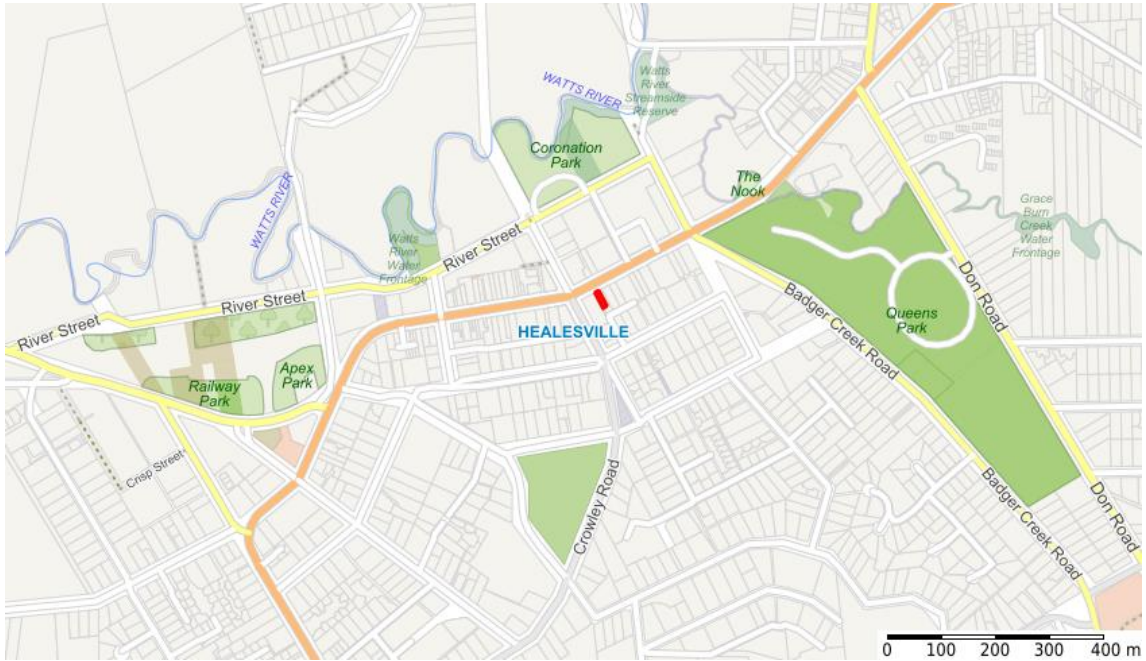 WATTS RIVER
Watts
River
Streamside
Reserve
Coronation
Park
The
Nook
WATTS RIVER
Watts
River
Water
Frontage
River Street
Grace
Burn
Creek
Water
Frontage
River Street
River Street
HEALESVILLE
Badger Creek Road
Don Road
Queens
Park
Apex
Park
Railway
Park
Crisp Street
Crowley Road
Badger Creek Road
Don Road
0 100 200 300 400 m